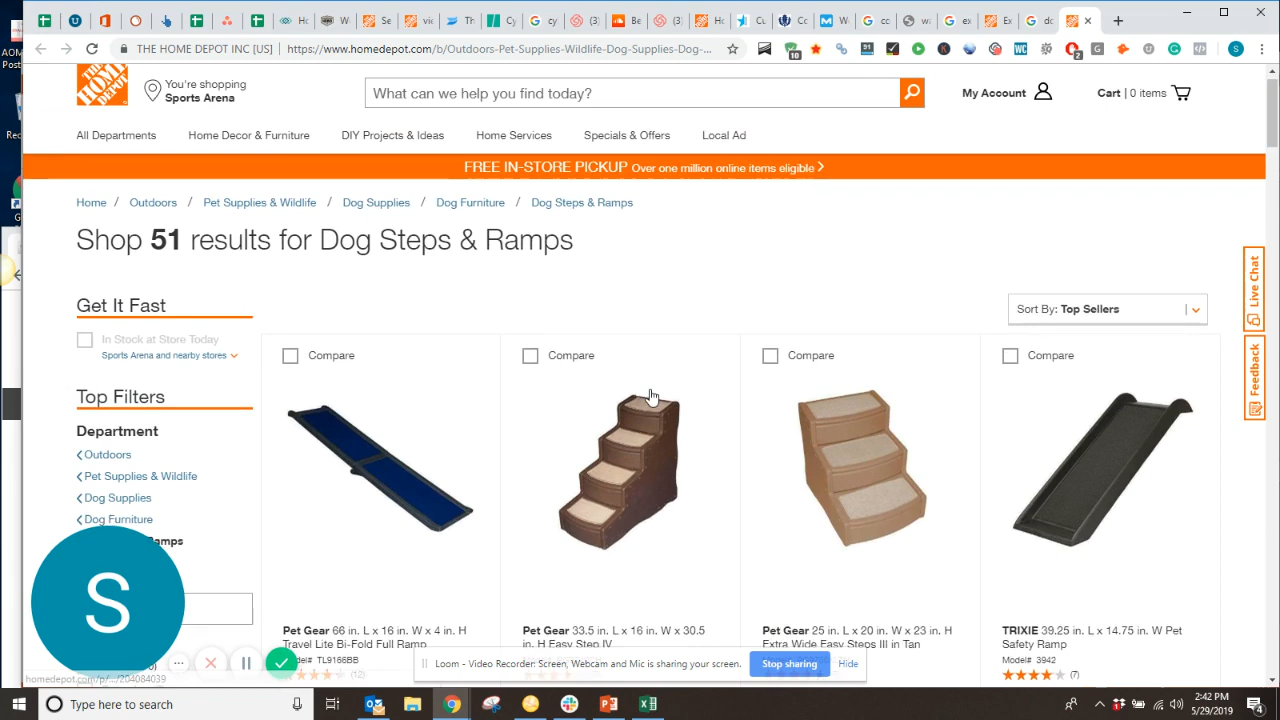 THE HOME DEPOT INC [US] | https://www.homedepot.com/b/Outdoors-Pet-Supplies-Wildlife-Dog-Supplies-Dog-...
THE HOME DEPOT
You're shopping
Sports Arena
What can we help you find today?
My Account
Cart | 0 items
All Departments
Home Decor & Furniture
DIY Projects & Ideas
Home Services
Specials & Offers
Local Ad
FREE IN-STORE PICKUP Over one million online items eligible >
Home / Outdoors / Pet Supplies & Wildlife / Dog Supplies / Dog Furniture / Dog Steps & Ramps
Shop 51 results for Dog Steps & Ramps
Live Chat
Feedback
Get It Fast
Sort By: Top Sellers
In Stock at Store Today
Sports Arena and nearby stores
Compare
Compare
Compare
Compare
Top Filters
Department
Outdoors
Pet Supplies & Wildlife
Dog Supplies
Dog Furniture
S
Pet Gear 66 in. L x 16 in. W x 4 in. H
Travel Lite Bi-Fold Full Ramp
Model# TL9166BB
(12)
Pet Gear 33.5 in. L x 16 in. W x 30.5
in. H Easy Step IV
Pet Gear 25 in. L x 20 in. W x 23 in. H
Extra Wide Easy Steps III in Tan
TRIXIE 39.25 in. L x 14.75 in. W Pet
Safety Ramp
Model# 3942
(7)
Loom - Video Recorder: Screen, Webcam and Mic is sharing your screen.
Stop sharing
Hide
homedepot.com/p/.../204084039
Type here to search
2:42 PM
5/29/2019